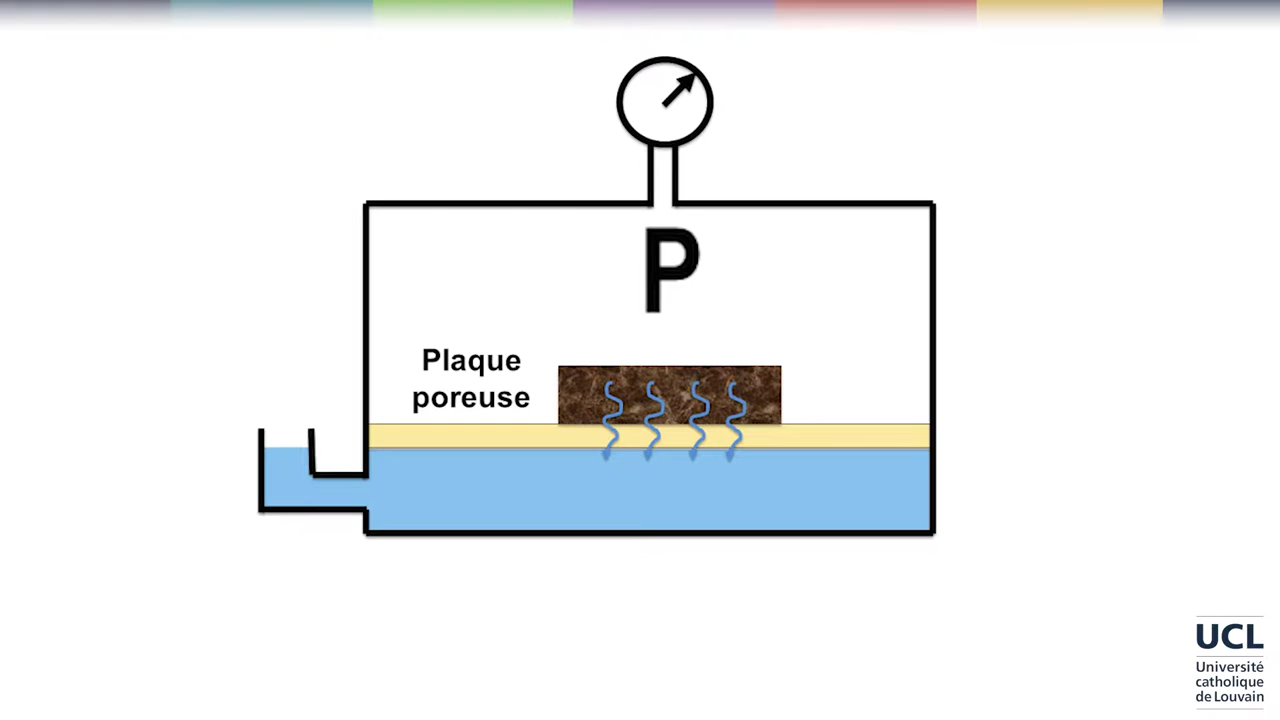 P
Plaque
poreuse
UCL
Université
catholique
de Louvain